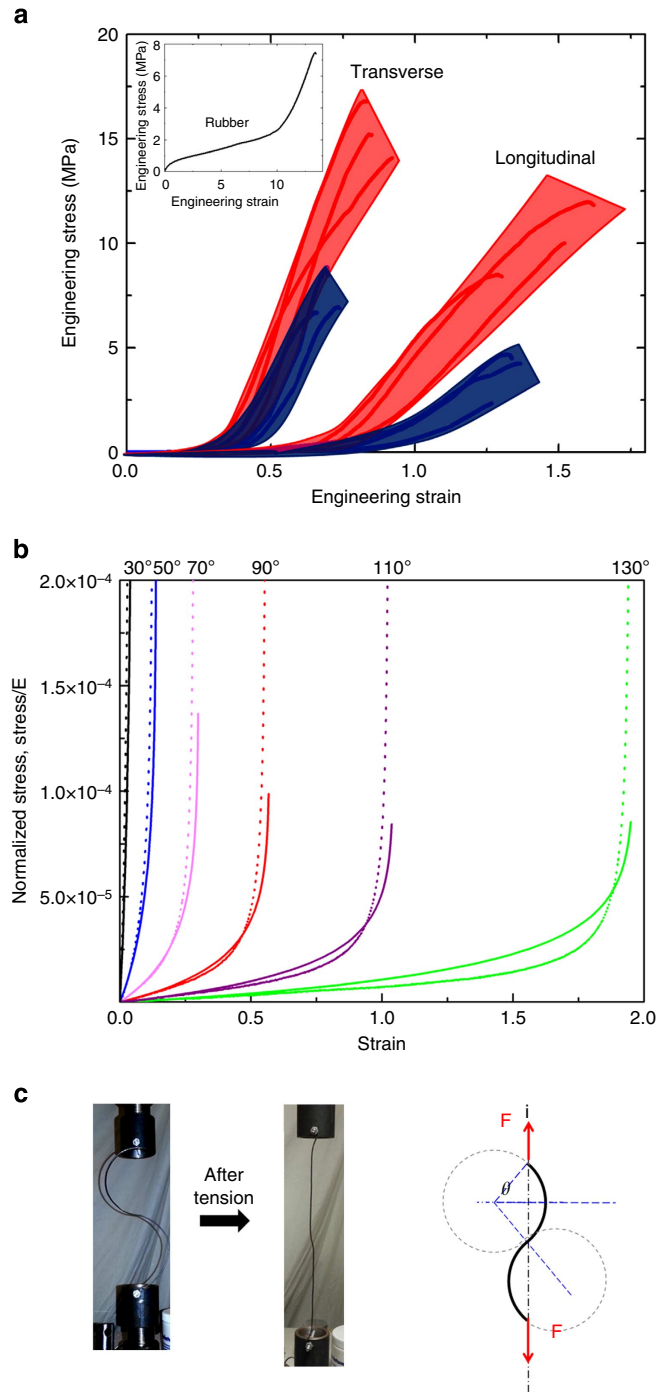 a
20
15
10
5
0
Engineering stress (MPa)
8
6
4
2
0
Engineering stress (MPa)
Rubber
0
5
10
Engineering strain
Transverse
Longitudinal
0.0
0.5
1.0
1.5
Engineering strain
b
30° 50° 70° 90° 110° 130°
2.0×10⁻⁴
1.5×10⁻⁴
1.0×10⁻⁴
5.0×10⁻⁵
Normalized stress, stress/E
0.0
0.5
1.0
1.5
2.0
Strain
c
After
tension
i
F
θ
F